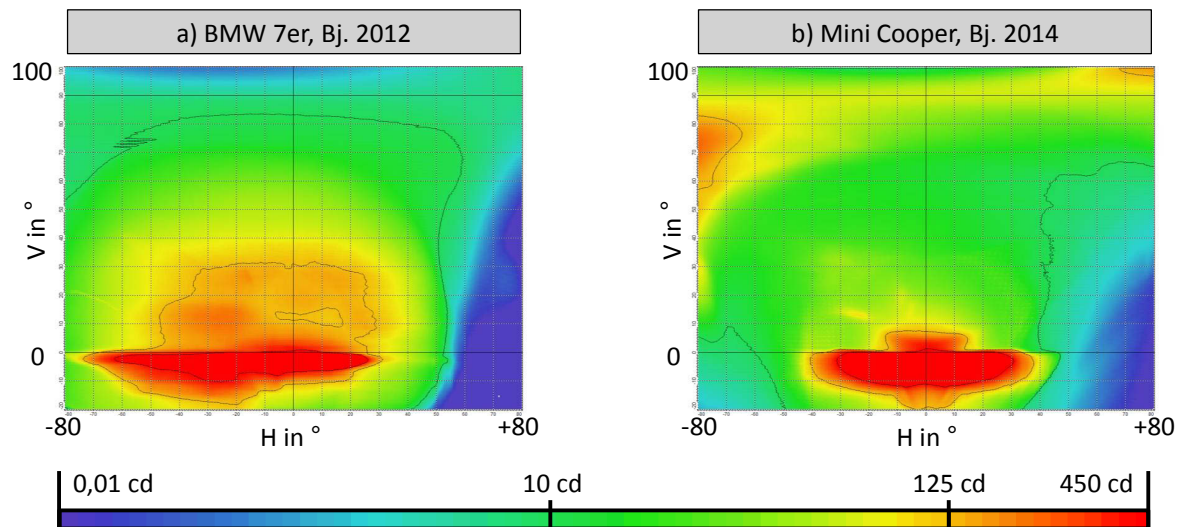 a) BMW 7er, Bj. 2012
b) Mini Cooper, Bj. 2014
100
V in °
0
-80
H in °
+80
100
V in °
0
-80
H in °
+80
0,01 cd
10 cd
125 cd
450 cd